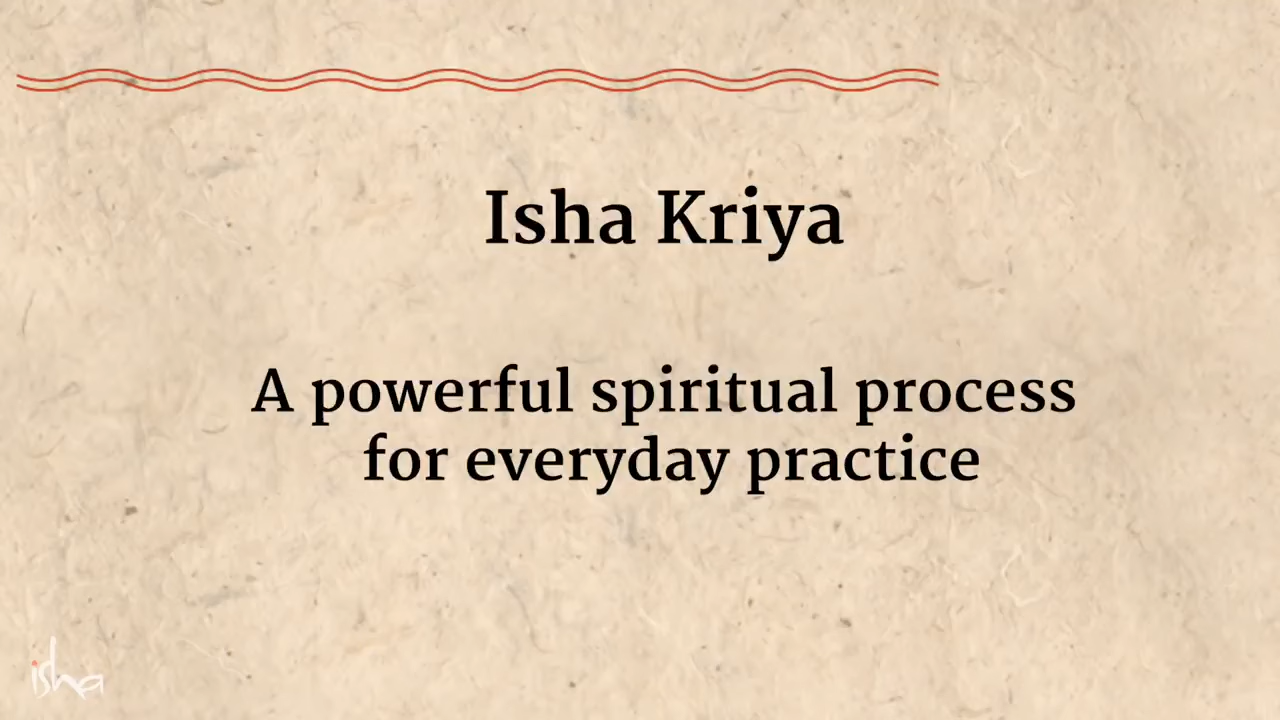 Isha Kriya
A powerful spiritual process
for everyday practice
isha